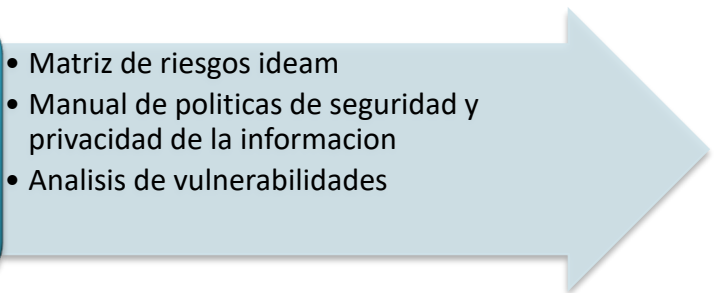 • Matriz de riesgos ideam
• Manual de politicas de seguridad y
privacidad de la informacion
• Analisis de vulnerabilidades